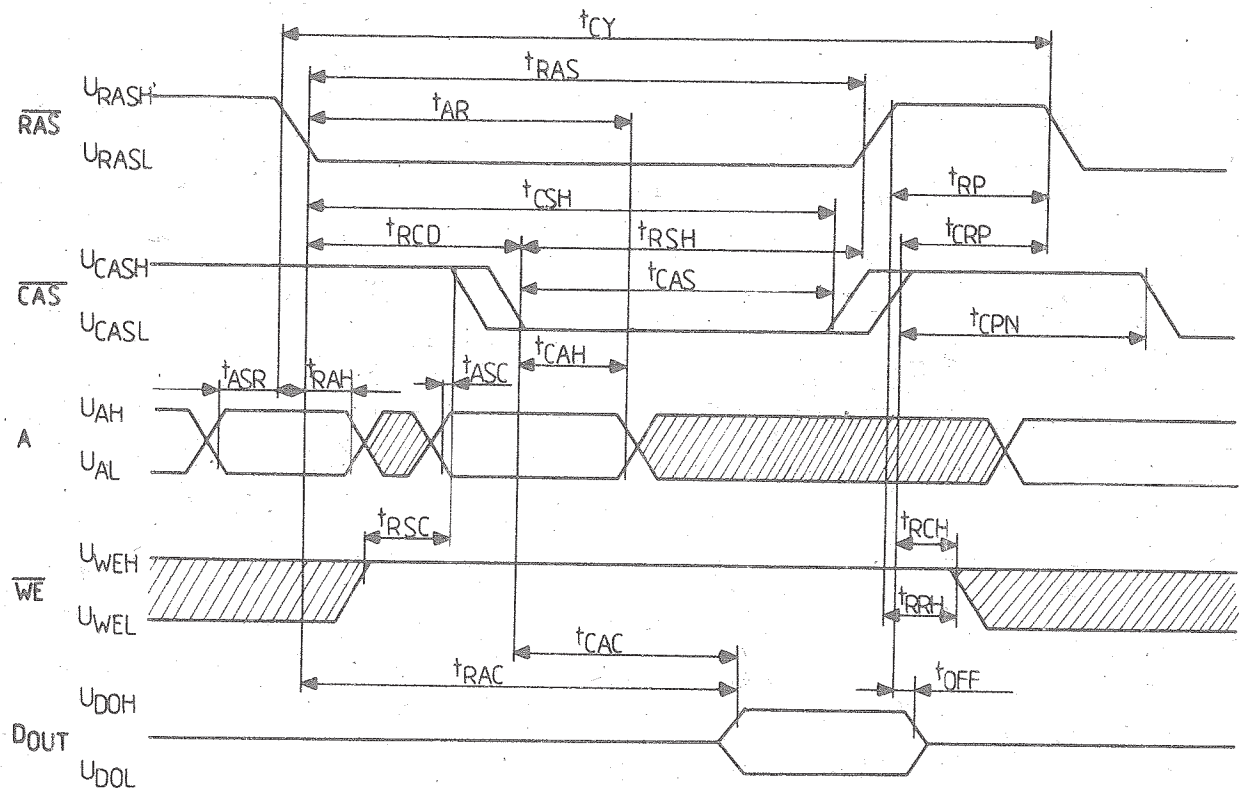 tCY
tRAS
URASH'
RAS
tAR
URASL
tCSH
tRP
tRCD
tRSH
tCRP
UCASH
CAS
tCAS
UCASL
tCPN
tCAH
tASC
tASR
tRAH
UAH
A
UAL
tRSC
tRCH
UWEH
WE
tRRH
UWEL
tCAC
tRAC
tOFF
UDOH
DOUT
UDOL